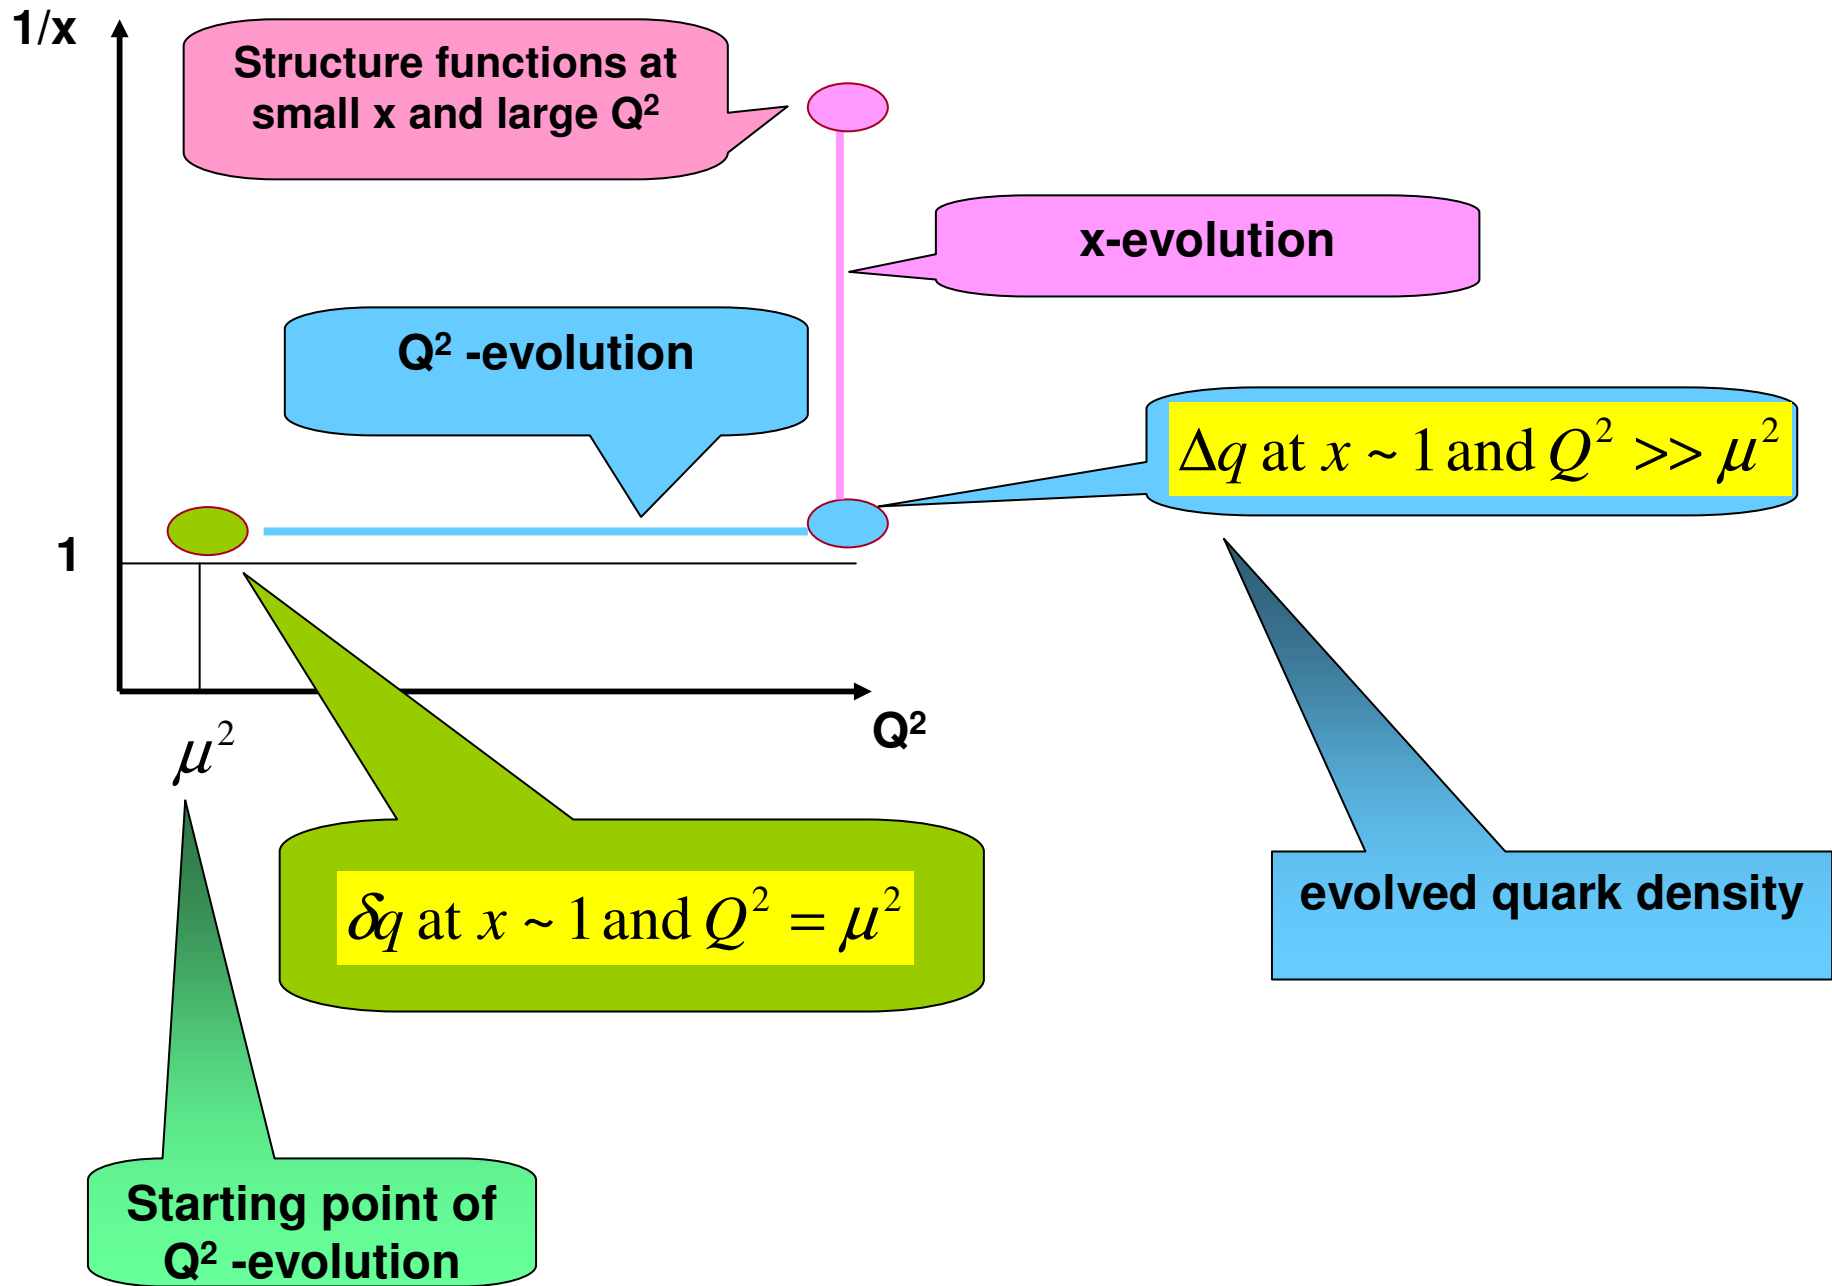 1/x
Structure functions at
small x and large Q²
x-evolution
Q² -evolution
Δq at x ~ 1 and Q² >> μ²
1
Q²
μ²
δq at x ~ 1 and Q² = μ²
evolved quark density
Starting point of
Q² -evolution